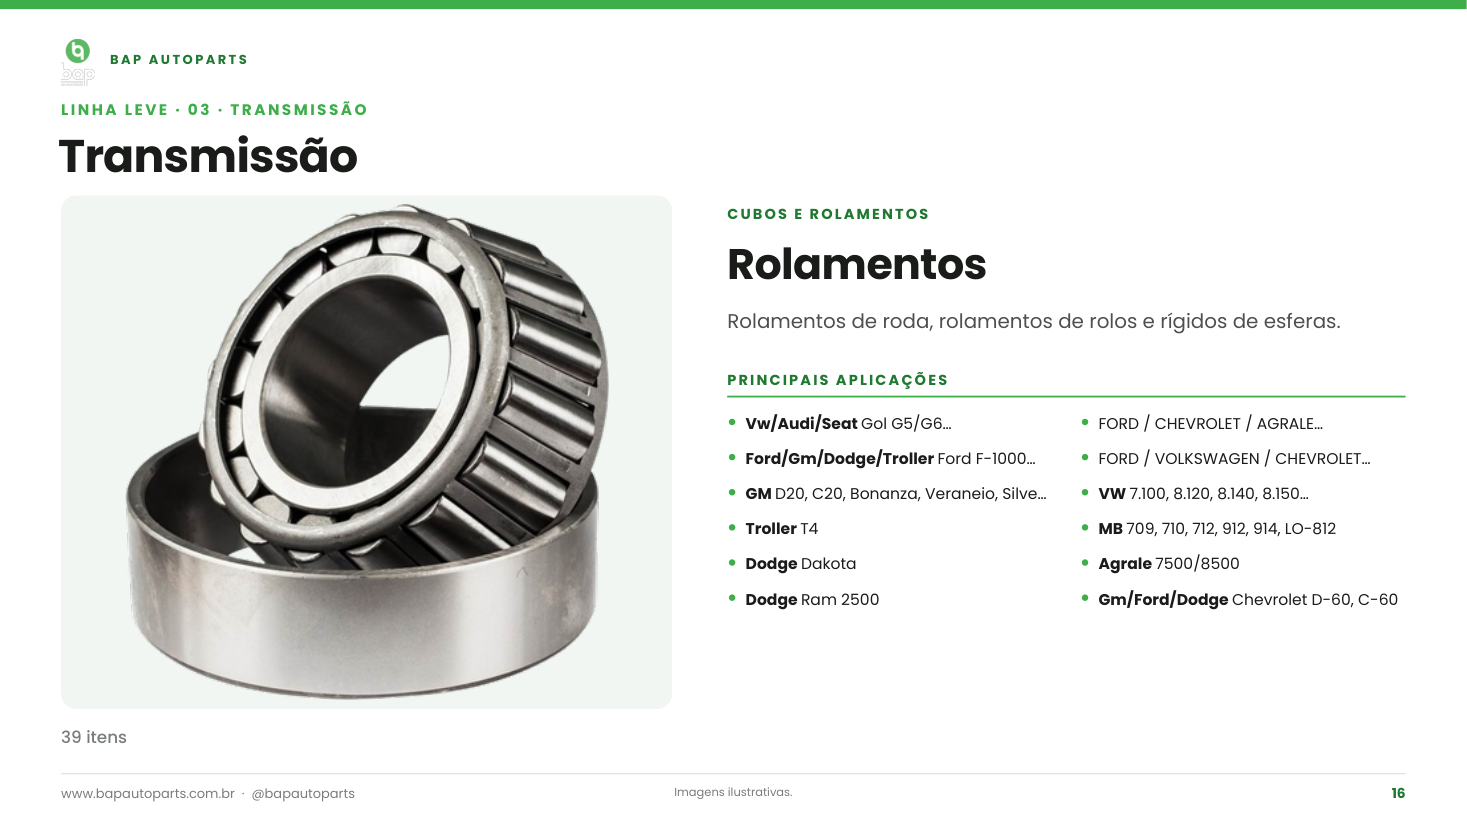 bap
BAP AUTOPARTS
LINHA LEVE · 03 · TRANSMISSÃO
Transmissão
CUBOS E ROLAMENTOS
Rolamentos
Rolamentos de roda, rolamentos de rolos e rígidos de esferas.
PRINCIPAIS APLICAÇÕES
• Vw/Audi/Seat Gol G5/G6…
• Ford/Gm/Dodge/Troller Ford F-1000…
• GM D20, C20, Bonanza, Veraneio, Silve…
• Troller T4
• Dodge Dakota
• Dodge Ram 2500
• FORD / CHEVROLET / AGRALE…
• FORD / VOLKSWAGEN / CHEVROLET…
• VW 7.100, 8.120, 8.140, 8.150…
• MB 709, 710, 712, 912, 914, LO-812
• Agrale 7500/8500
• Gm/Ford/Dodge Chevrolet D-60, C-60
39 itens
www.bapautoparts.com.br · @bapautoparts
Imagens ilustrativas.
16